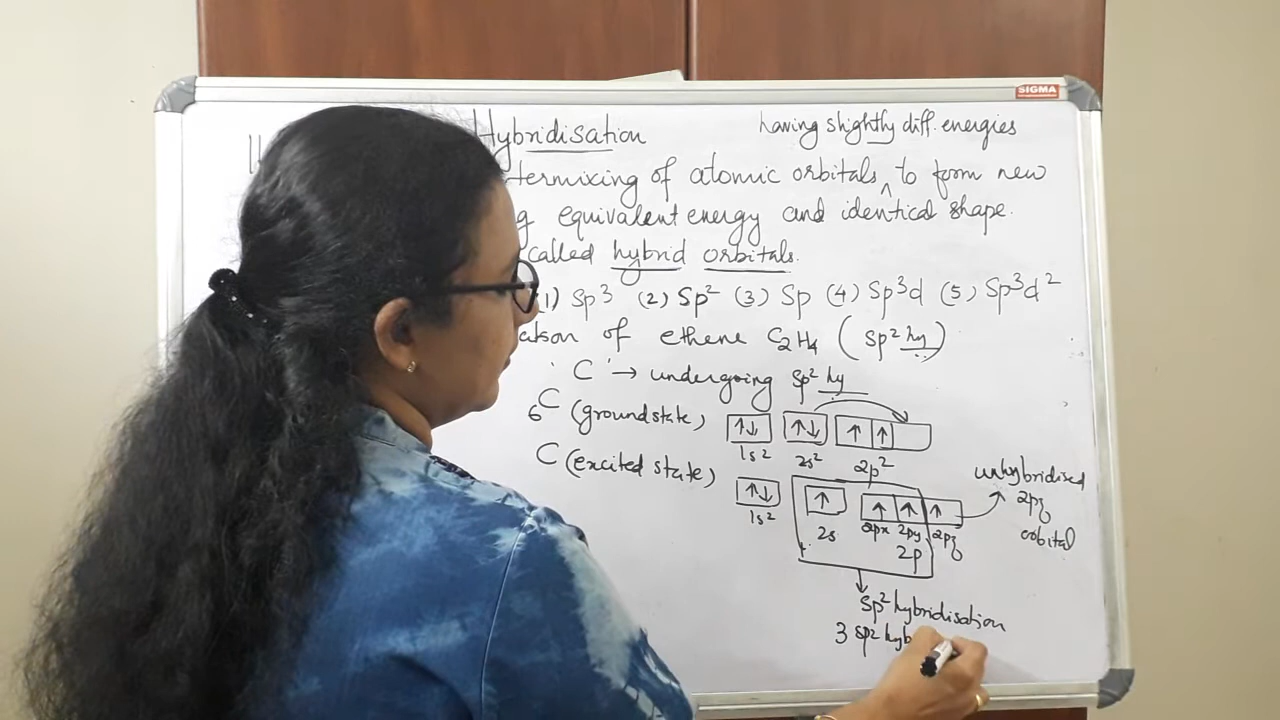 SIGMA
Hybridisation
having slightly diff. energies
termixing of atomic orbitals ^ to form new
g equivalent energy and identical shape.
called hybrid orbitals.
1) Sp3 (2) Sp2 (3) Sp (4) Sp3d (5) Sp3d2
of ethene C2H4 (Sp2 hy)
C → undergoing Sp2 hy
6C (ground state) ↑↓ ↑↓ ↑ ↑
1s2 2s2 2p2
C (excited state) ↑↓ ↑ ↑ ↑ ↑
1s2 2s 2px 2py 2pz
2p
unhybridised
2pz
orbital
Sp2 hybridisation
3 sp2 hyb